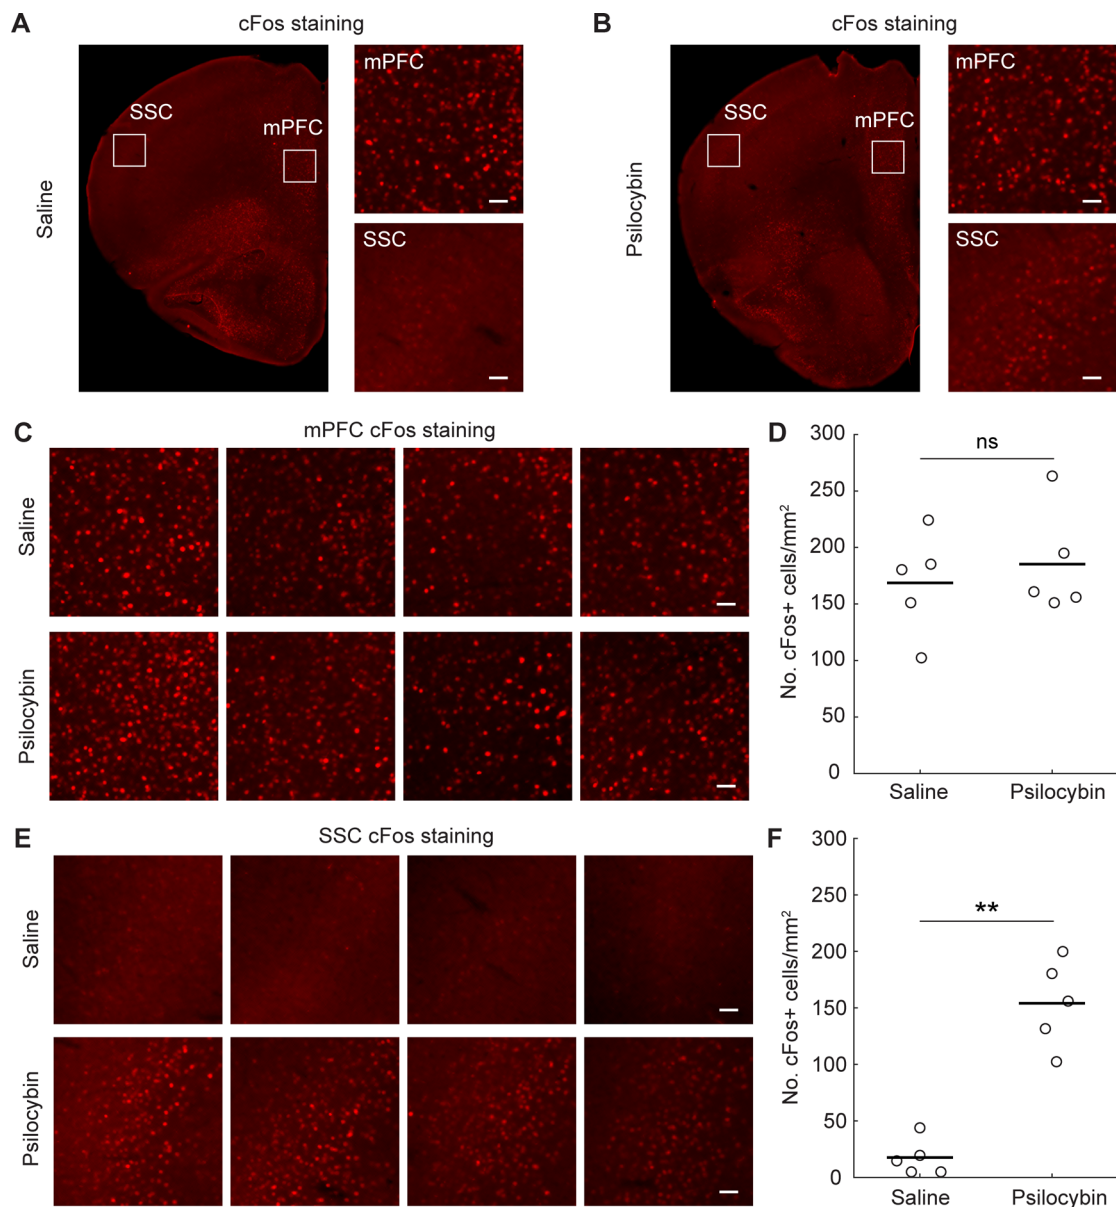 A
cFos staining
Saline
SSC
mPFC
mPFC
SSC
B
cFos staining
Psilocybin
SSC
mPFC
mPFC
SSC
C
mPFC cFos staining
Saline
Psilocybin
D
No. cFos+ cells/mm²
300
250
200
150
100
50
0
ns
Saline
Psilocybin
E
SSC cFos staining
Saline
Psilocybin
F
No. cFos+ cells/mm²
300
250
200
150
100
50
0
**
Saline
Psilocybin